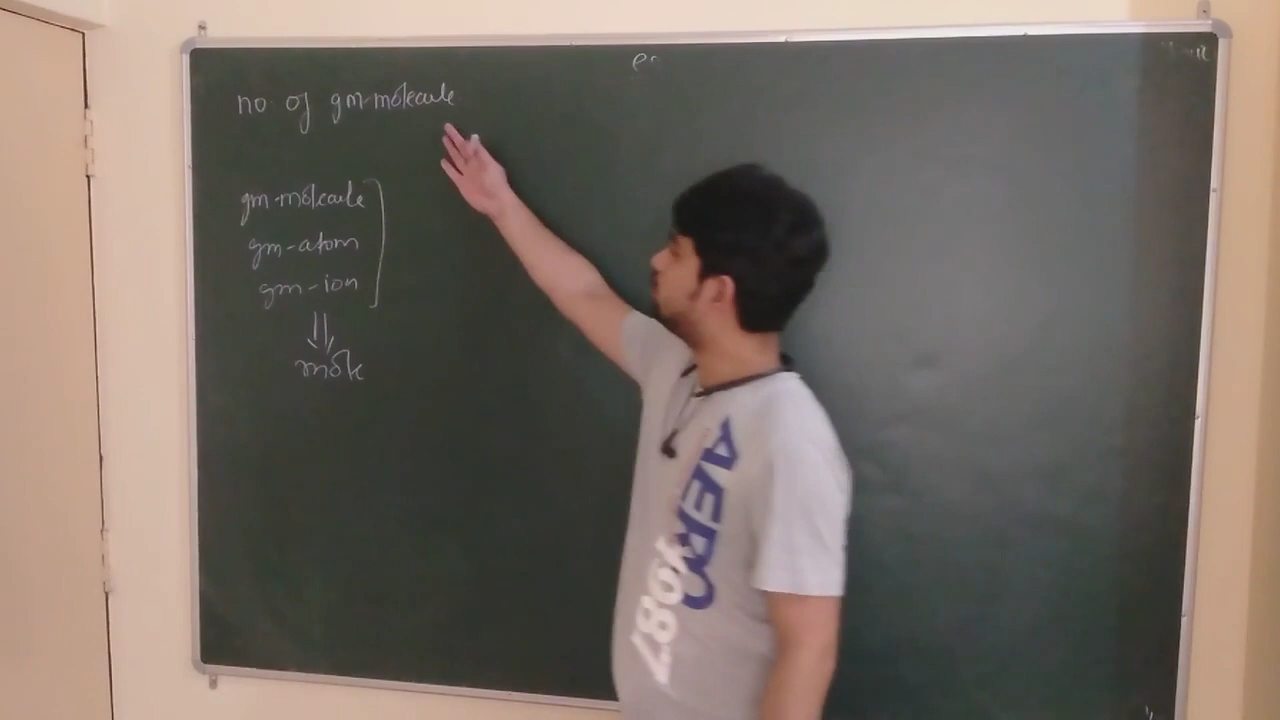 no of gm-molecule
gm-molecule
gm-atom
gm-ion
mole
AERO
1987